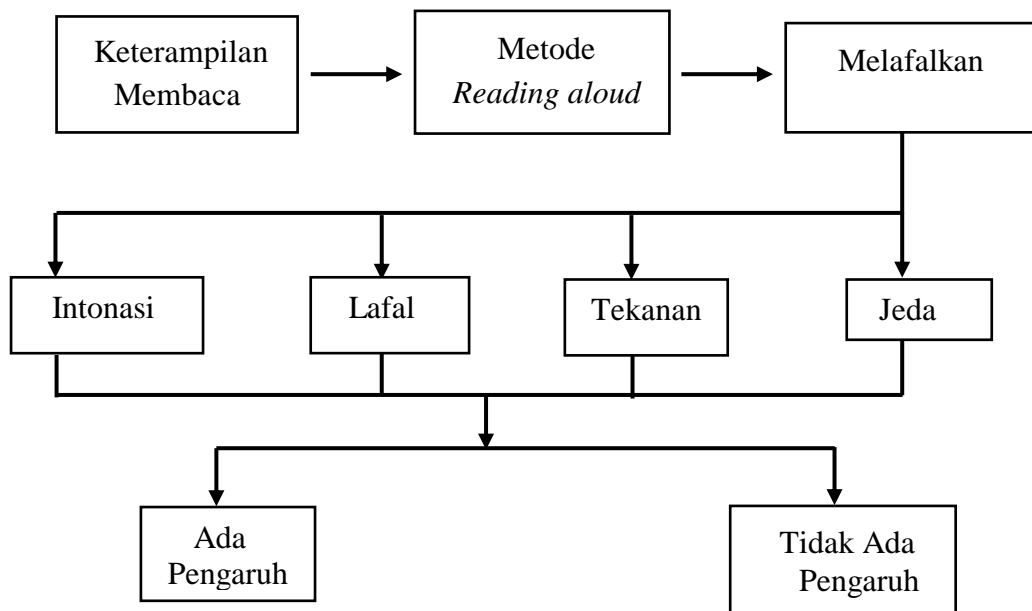 Keterampilan
Membaca
Metode
Reading aloud
Melafalkan
Intonasi
Lafal
Tekanan
Jeda
Ada
Pengaruh
Tidak Ada
Pengaruh